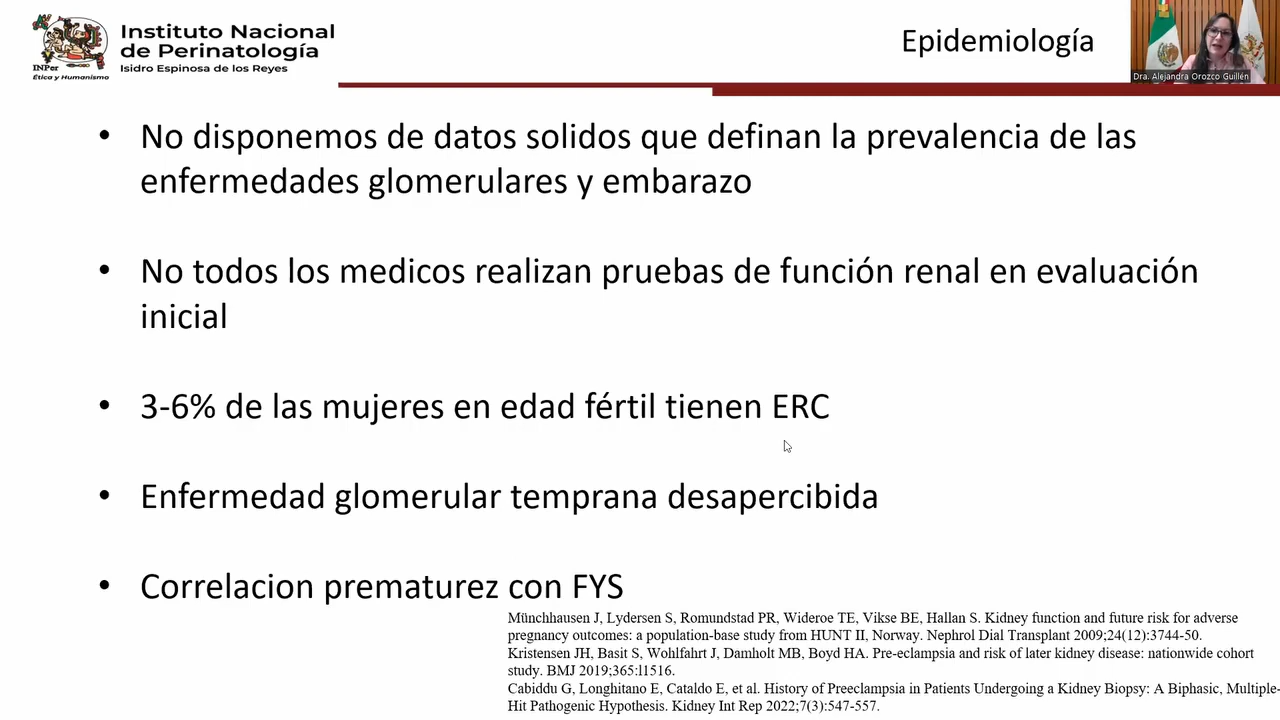 Instituto Nacional
de Perinatología
Isidro Espinosa de los Reyes
INPer
Ética y Humanismo
Epidemiología
Dra. Alejandra Orozco Guillén
• No disponemos de datos solidos que definan la prevalencia de las
enfermedades glomerulares y embarazo
• No todos los medicos realizan pruebas de función renal en evaluación
inicial
• 3-6% de las mujeres en edad fértil tienen ERC
• Enfermedad glomerular temprana desapercibida
• Correlacion prematurez con FYS
Münchhausen J, Lydersen S, Romundstad PR, Wideroe TE, Vikse BE, Hallan S. Kidney function and future risk for adverse
pregnancy outcomes: a population-base study from HUNT II, Norway. Nephrol Dial Transplant 2009;24(12):3744-50.
Kristensen JH, Basit S, Wohlfahrt J, Damholt MB, Boyd HA. Pre-eclampsia and risk of later kidney disease: nationwide cohort
study. BMJ 2019;365:l1516.
Cabiddu G, Longhitano E, Cataldo E, et al. History of Preeclampsia in Patients Undergoing a Kidney Biopsy: A Biphasic, Multiple-
Hit Pathogenic Hypothesis. Kidney Int Rep 2022;7(3):547-557.